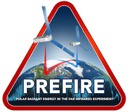 PREFIRE
POLAR RADIANT ENERGY IN THE FAR INFRARED EXPERIMENT